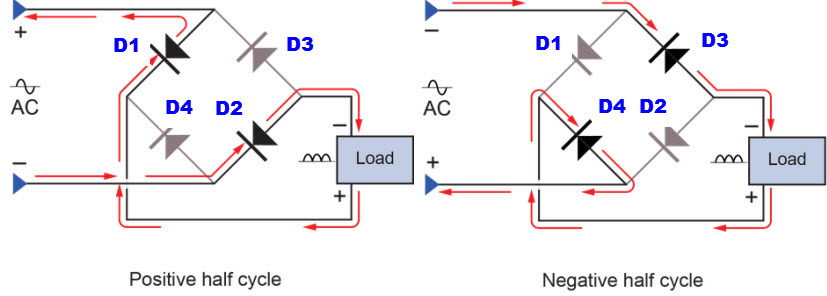 D1
D3
+
AC
D4
D2
−
−
Load
+
Positive half cycle
−
D1
D3
AC
D4
D2
−
+
Load
+
Negative half cycle